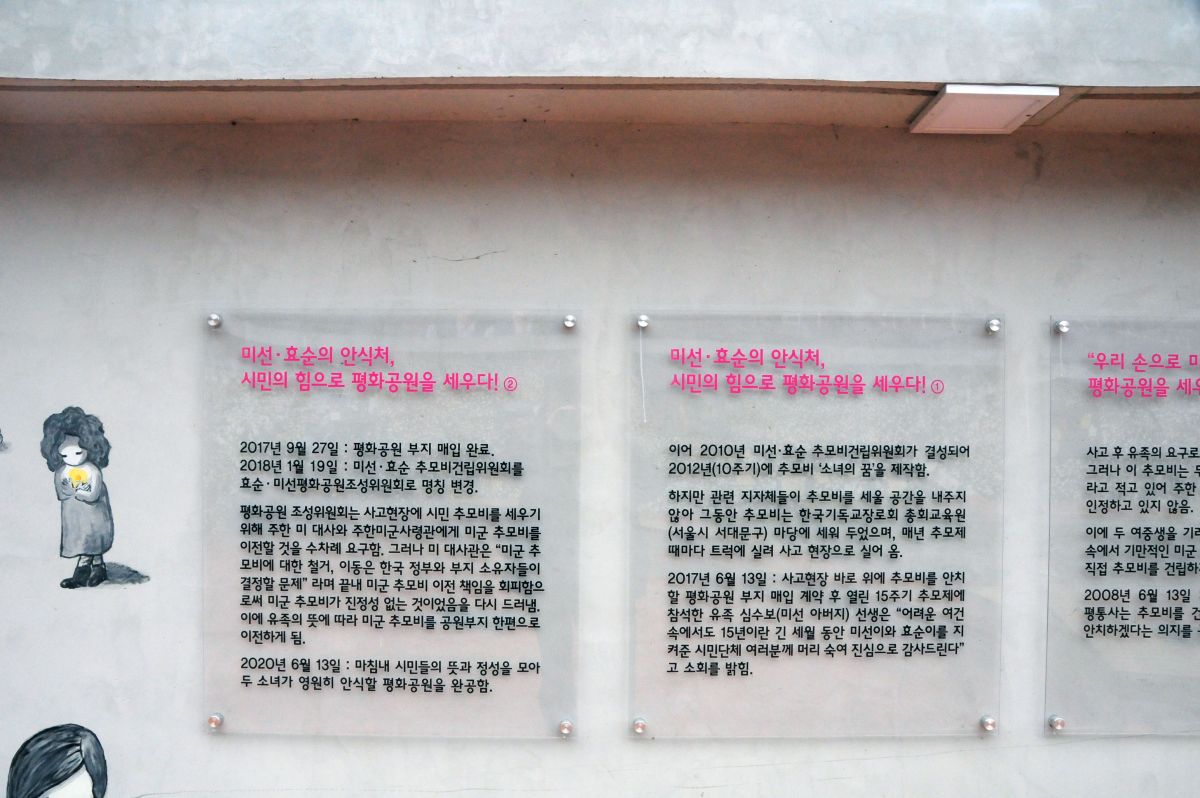 미선·효순의 안식처,
시민의 힘으로 평화공원을 세우다! ②
2017년 9월 27일 : 평화공원 부지 매입 완료.
2018년 1월 19일 : 미선·효순 추모비건립위원회를
효순·미선평화공원조성위원회로 명칭 변경.
평화공원 조성위원회는 사고현장에 시민 추모비를 세우기
위해 주한 미 대사와 주한미군사령관에게 미군 추모비를
이전할 것을 수차례 요구함. 그러나 미 대사관은 “미군 추
모비에 대한 철거, 이동은 한국 정부와 부지 소유자들이
결정할 문제” 라며 끝내 미군 추모비 이전 책임을 회피함으
로써 미군 추모비가 진정성 없는 것이었음을 다시 드러냄.
이에 유족의 뜻에 따라 미군 추모비를 공원부지 한편으로
이전하게 됨.
2020년 6월 13일 : 마침내 시민들의 뜻과 정성을 모아
두 소녀가 영원히 안식할 평화공원을 완공함.
미선·효순의 안식처,
시민의 힘으로 평화공원을 세우다! ①
이어 2010년 미선·효순 추모비건립위원회가 결성되어
2012년(10주기)에 추모비 ‘소녀의 꿈’을 제작함.
하지만 관련 지자체들이 추모비를 세울 공간을 내주지
않아 그동안 추모비는 한국기독교장로회 총회교육원
(서울시 서대문구) 마당에 세워 두었으며, 매년 추모제
때마다 트럭에 실려 사고 현장으로 실어 옴.
2017년 6월 13일 : 사고현장 바로 위에 추모비를 안치
할 평화공원 부지 매입 계약 후 열린 15주기 추모제에
참석한 유족 심수보(미선 아버지) 선생은 “어려운 여건
속에서도 15년이란 긴 세월 동안 미선이와 효순이를 지
켜준 시민단체 여러분께 머리 숙여 진심으로 감사드린다”
고 소회를 밝힘.
“우리 손으로
평화공원을
사고 후 유족의 요구로
그러나 이 추모비는
라고 적고 있어 주한
인정하고 있지 않음.
이에 두 여중생을
속에서 기만적인 미군
직접 추모비를
2008년 6월 13일
평통사는 추모비를
안치하겠다는 의지를